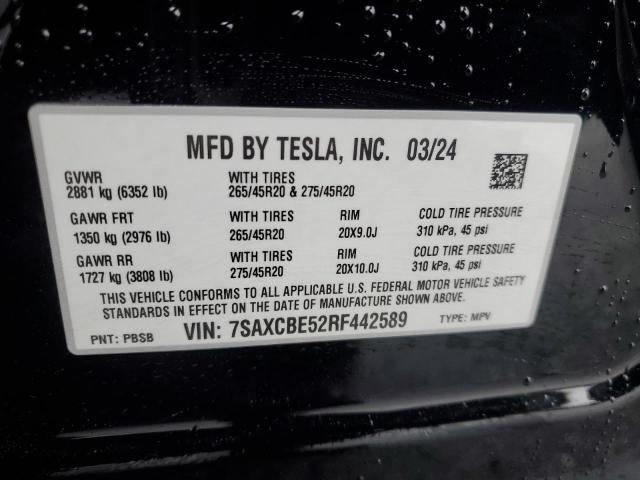 MFD BY TESLA, INC. 03/24
GVWR WITH TIRES
2881 kg (6352 lb) 265/45R20 & 275/45R20
GAWR FRT WITH TIRES RIM COLD TIRE PRESSURE
1350 kg (2976 lb) 265/45R20 20X9.0J 310 kPa, 45 psi
GAWR RR WITH TIRES RIM COLD TIRE PRESSURE
1727 kg (3808 lb) 275/45R20 20X10.0J 310 kPa, 45 psi
THIS VEHICLE CONFORMS TO ALL APPLICABLE U.S. FEDERAL MOTOR VEHICLE SAFETY
STANDARDS IN EFFECT ON THE DATE OF MANUFACTURE SHOWN ABOVE.
PNT: PBSB VIN: 7SAXCBE52RF442589 TYPE: MPV